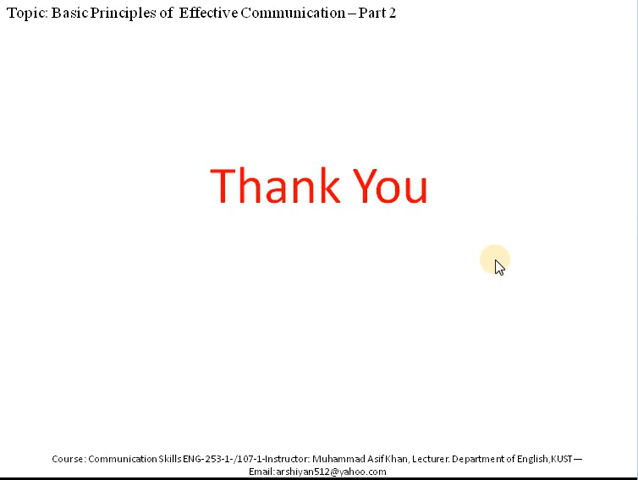 Topic: Basic Principles of Effective Communication – Part 2
Thank You
Course: Communication Skills ENG-253-1-/107-1-Instructor: Muhammad Asif Khan, Lecturer. Department of English,KUST—
Email:arshiyan512@yahoo.com